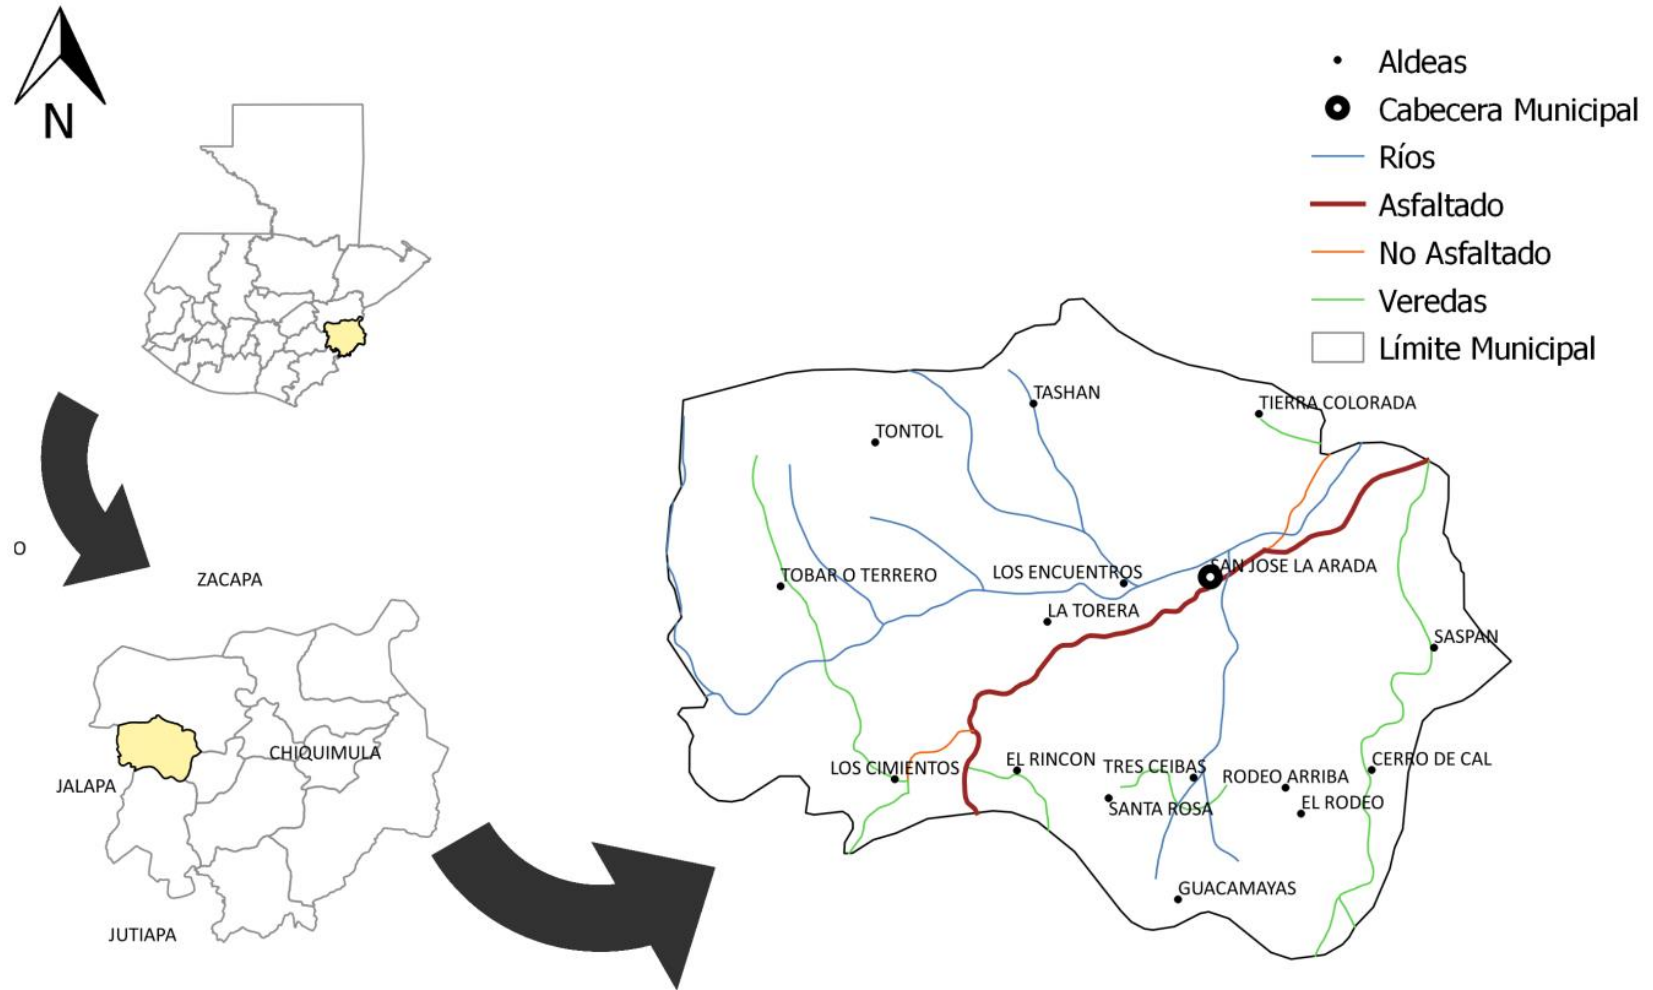 N
Aldeas
Cabecera Municipal
Ríos
Asfaltado
No Asfaltado
Veredas
Límite Municipal
TASHAN
TIERRA COLORADA
TONTOL
O
ZACAPA
TOBAR O TERRERO
LOS ENCUENTROS
SAN JOSE LA ARADA
LA TORERA
SASPAN
CHIQUIMULA
JALAPA
LOS CIMIENTOS
EL RINCON
TRES CEIBAS
RODEO ARRIBA
CERRO DE CAL
SANTA ROSA
EL RODEO
GUACAMAYAS
JUTIAPA